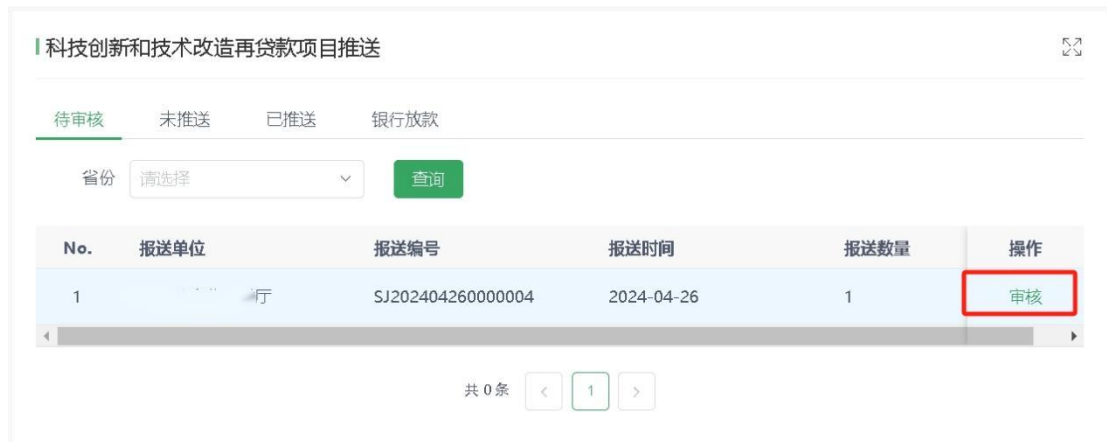 科技创新和技术改造再贷款项目推送
待审核 未推送 已推送 银行放款
省份 请选择 查询
No. 报送单位 报送编号 报送时间 报送数量 操作
1 厅 SJ202404260000004 2024-04-26 1 审核
共 0 条 < 1 >